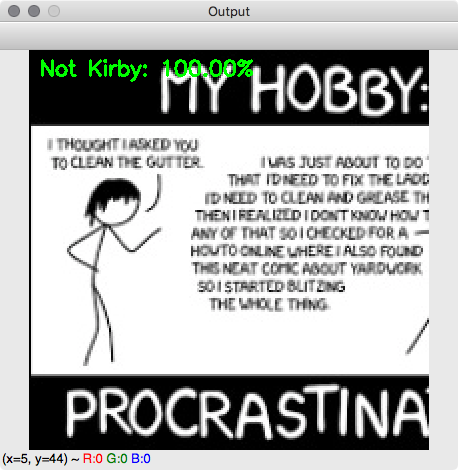 Output
Not Kirby: 100.00%
MY HOBBY:
I THOUGHT I ASKED YOU
TO CLEAN THE GUTTER.
I WAS JUST ABOUT TO DO
THAT I'D NEED TO FIX THE LADD
I'D NEED TO CLEAN AND GREASE TH
THEN I REALIZED I DON'T KNOW HOW T
ANY OF THAT SO I CHECKED FOR A
HOWTO ONLINE WHERE I ALSO FOUND
THIS NEAT COMIC ABOUT YARDWORK
SO I STARTED BLITZING
THE WHOLE THING.
PROCRASTINA
(x=5, y=44) ~ R:0 G:0 B:0